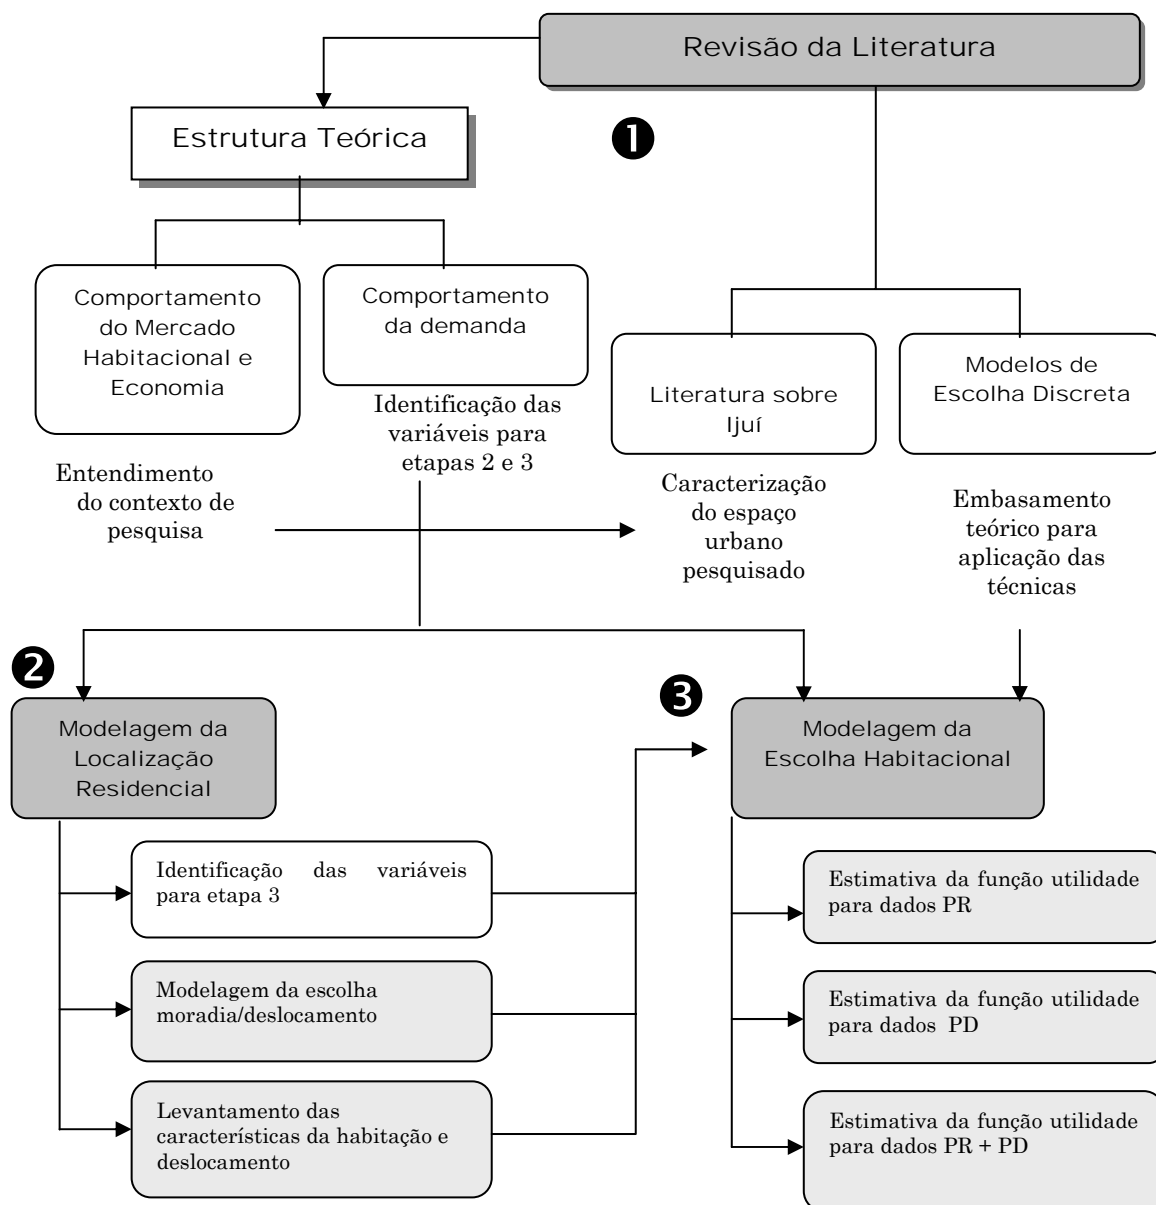 Revisão da Literatura
Estrutura Teórica
1
Comportamento
do Mercado
Habitacional e
Economia
Comportamento
da demanda
Literatura sobre
Ijuí
Modelos de
Escolha Discreta
Identificação das
variáveis para
etapas 2 e 3
Entendimento
do contexto de
pesquisa
Caracterização
do espaço
urbano
pesquisado
Embasamento
teórico para
aplicação das
técnicas
2
Modelagem da
Localização
Residencial
3
Modelagem da
Escolha Habitacional
Identificação das variáveis
para etapa 3
Modelagem da escolha
moradia/deslocamento
Levantamento das
características da habitação e
deslocamento
Estimativa da função utilidade
para dados PR
Estimativa da função utilidade
para dados PD
Estimativa da função utilidade
para dados PR + PD